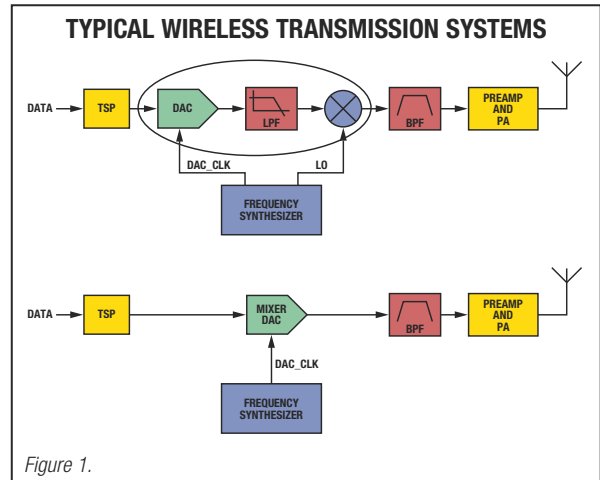 TYPICAL WIRELESS TRANSMISSION SYSTEMS
DATA
TSP
DAC
LPF
BPF
PREAMP
AND
PA
DAC_CLK
LO
FREQUENCY
SYNTHESIZER
DATA
TSP
MIXER
DAC
BPF
PREAMP
AND
PA
DAC_CLK
FREQUENCY
SYNTHESIZER
Figure 1.